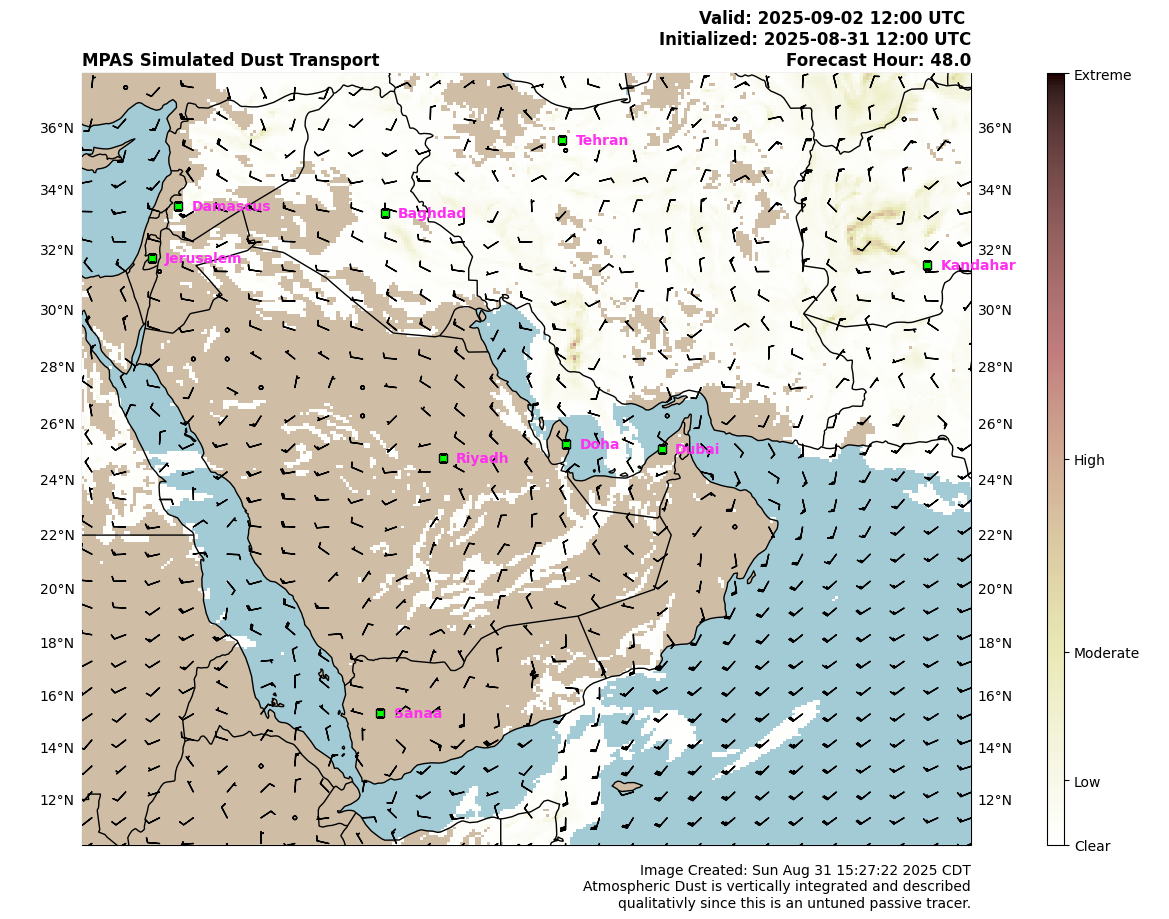 Valid: 2025-09-02 12:00 UTC
Initialized: 2025-08-31 12:00 UTC
MPAS Simulated Dust Transport Forecast Hour: 48.0
Extreme
36°N Tehran 36°N
34°N Damascus Baghdad 34°N
32°N Jerusalem Kandahar 32°N
30°N 30°N
28°N 28°N
26°N Doha Dubai 26°N
24°N Riyadh 24°N High
22°N 22°N
20°N 20°N
18°N 18°N Moderate
16°N Sanaa 16°N
14°N 14°N Low
12°N 12°N
Clear
Image Created: Sun Aug 31 15:27:22 2025 CDT
Atmospheric Dust is vertically integrated and described
qualitativly since this is an untuned passive tracer.